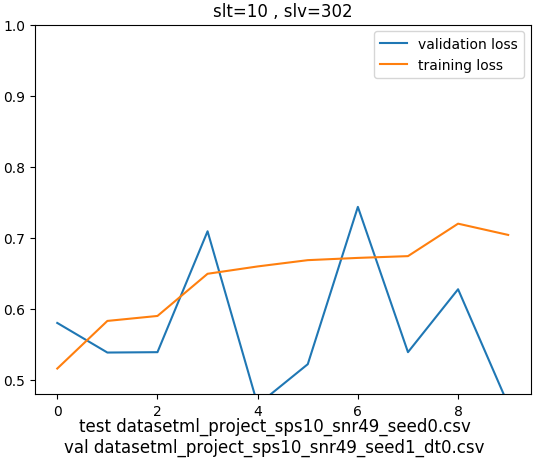 slt=10 , slv=302
1.0
validation loss
training loss
0.9
0.8
0.7
0.6
0.5
0 2 4 6 8
test datasetml_project_sps10_snr49_seed0.csv
val datasetml_project_sps10_snr49_seed1_dt0.csv